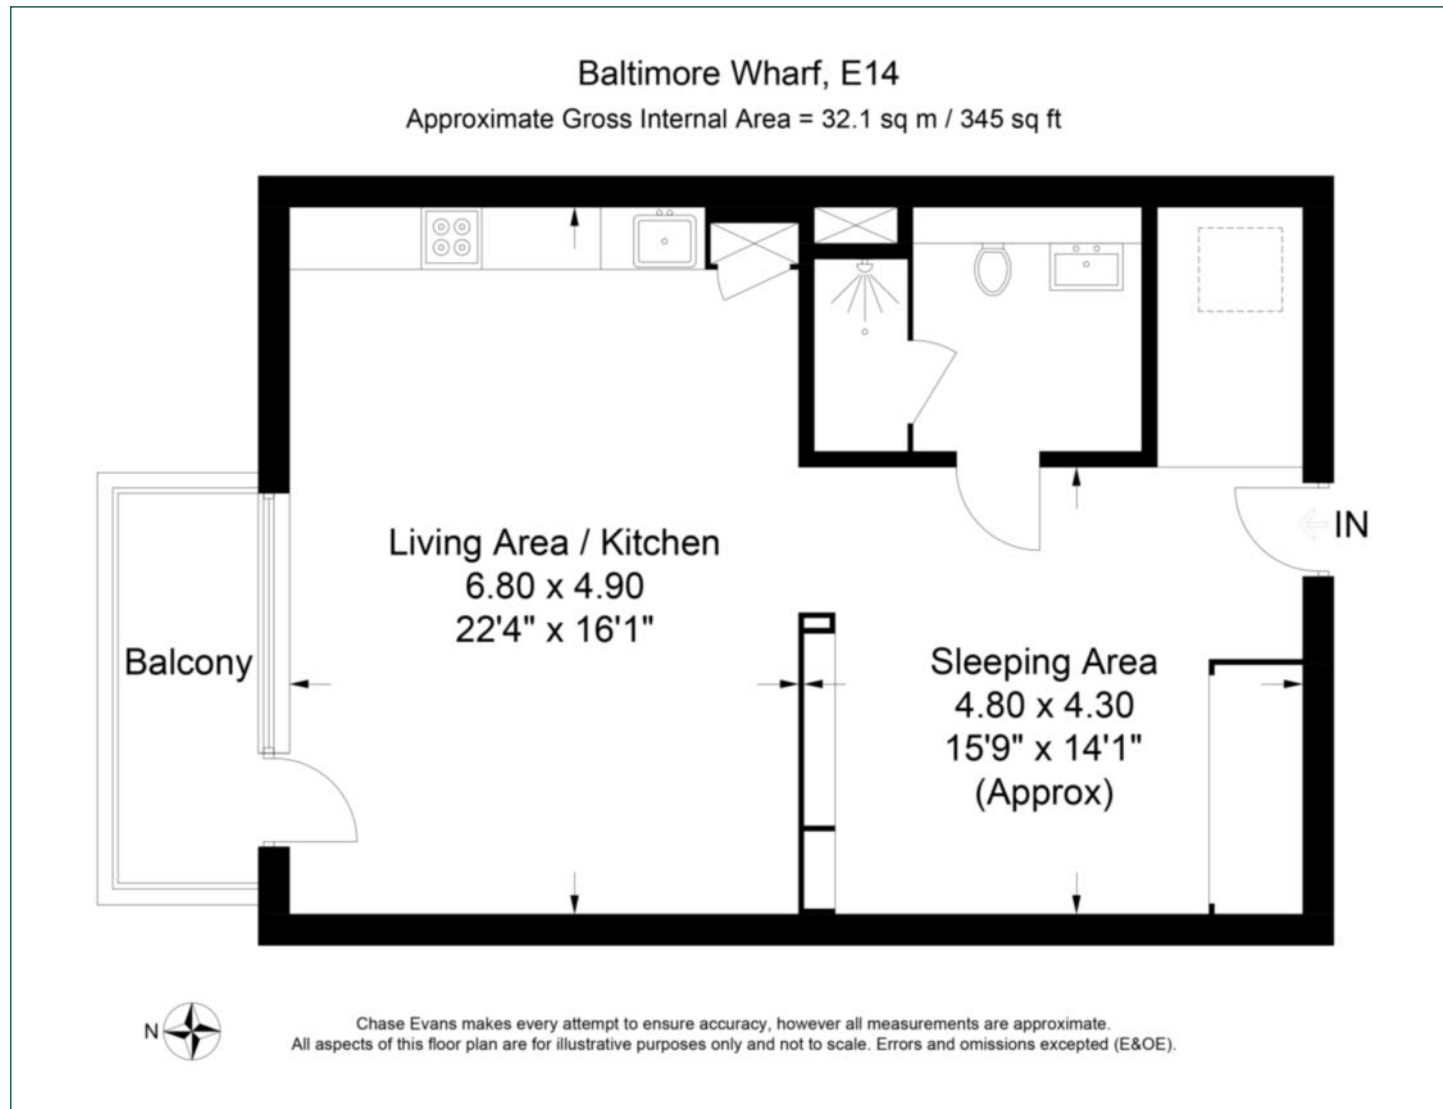 Baltimore Wharf, E14
Approximate Gross Internal Area = 32.1 sq m / 345 sq ft
IN
Living Area / Kitchen
6.80 x 4.90
22'4" x 16'1"
Balcony
Sleeping Area
4.80 x 4.30
15'9" x 14'1"
(Approx)
N
Chase Evans makes every attempt to ensure accuracy, however all measurements are approximate.
All aspects of this floor plan are for illustrative purposes only and not to scale. Errors and omissions excepted (E&OE).